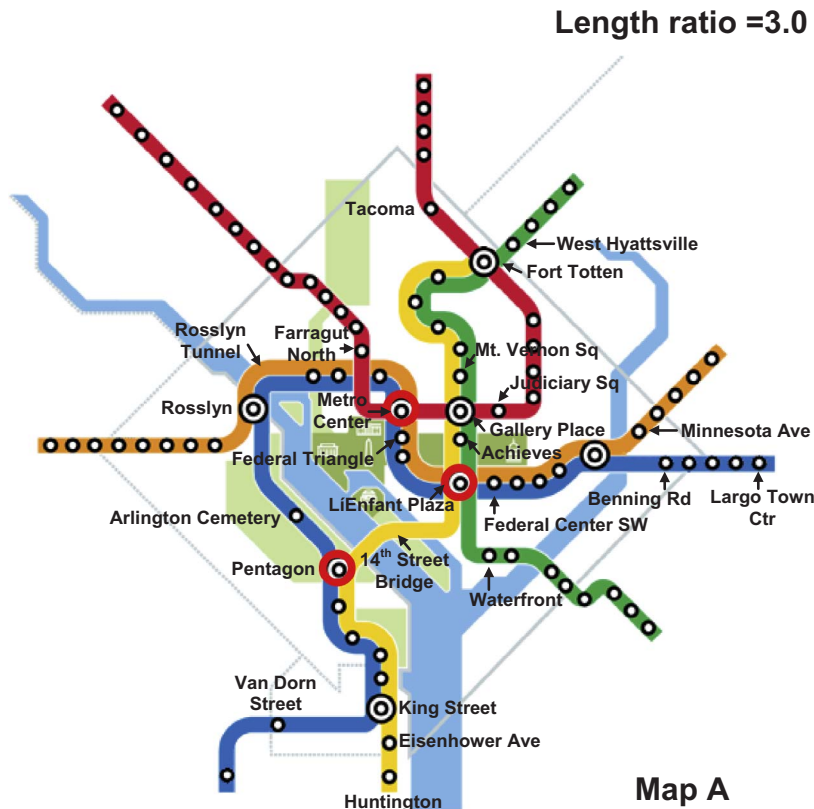 Length ratio =3.0
Tacoma
West Hyattsville
Fort Totten
Rosslyn
Tunnel
Farragut
North
Mt. Vernon Sq
Judiciary Sq
Metro
Center
Rosslyn
Gallery Place
Minnesota Ave
Federal Triangle
Achieves
LíEnfant Plaza
Benning Rd
Largo Town
Ctr
Federal Center SW
Arlington Cemetery
Pentagon
14th Street
Bridge
Waterfront
Van Dorn
Street
King Street
Eisenhower Ave
Huntington
Map A